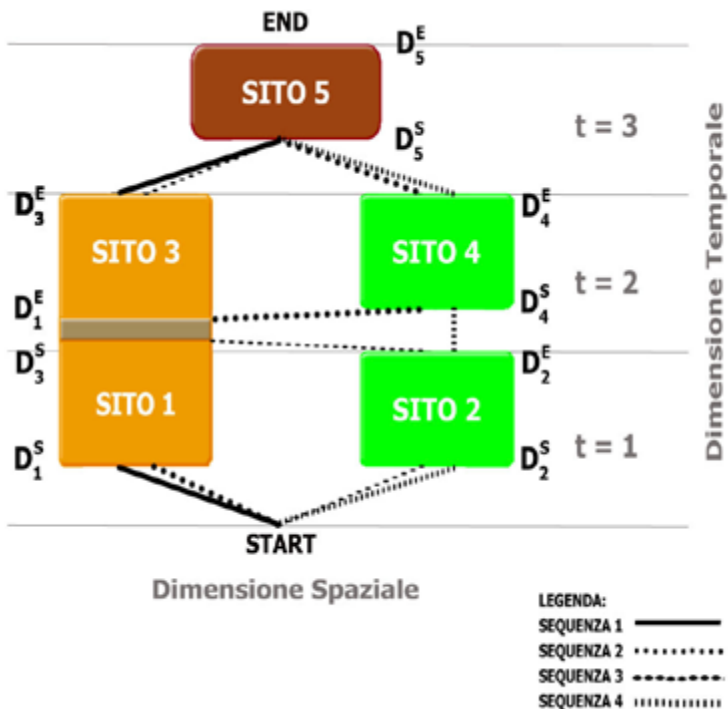 END
D5E
SITO 5
D5S
t = 3
D3E
D4E
SITO 3
SITO 4
t = 2
D1E
D4S
D3S
D2E
SITO 1
SITO 2
t = 1
D1S
D2S
START
Dimensione Spaziale
Dimensione Temporale
LEGENDA:
SEQUENZA 1
SEQUENZA 2
SEQUENZA 3
SEQUENZA 4